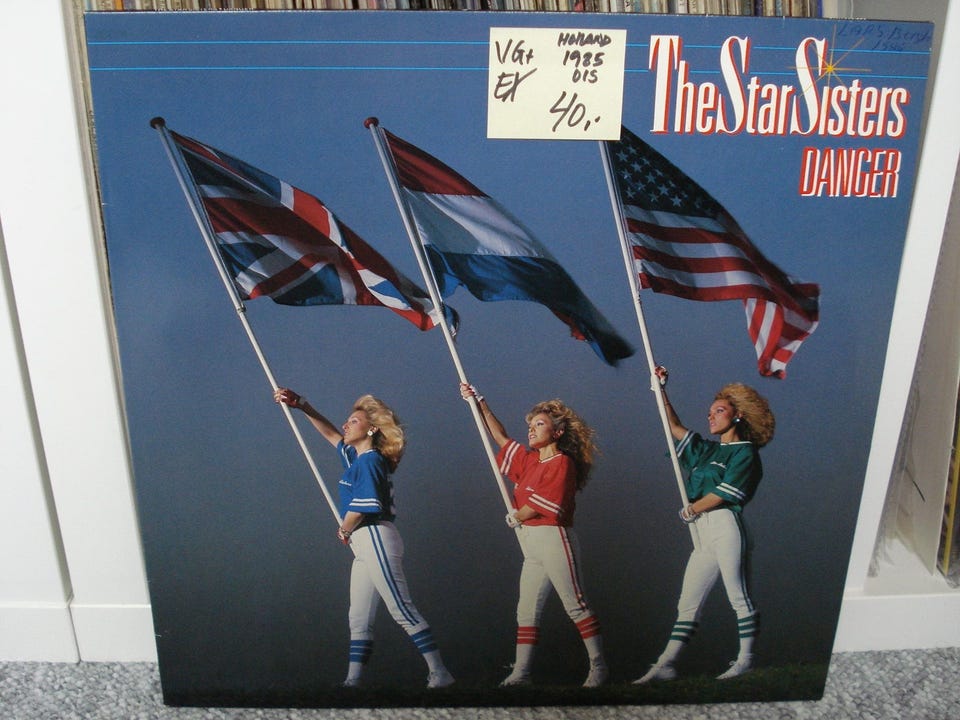 VG+
EX
HOLLAND
1985
DIS
40,-
The Star Sisters
DANGER